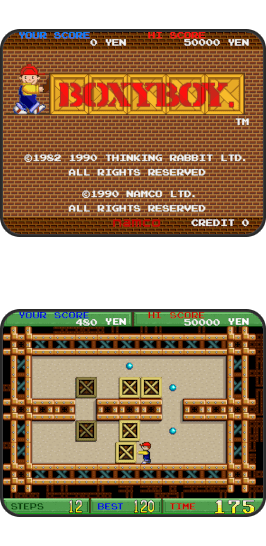 YOUR SCORE HI SCORE
0 YEN 50000 YEN
BOXYBOY.
TM
©1982 1990 THINKING RABBIT LTD.
ALL RIGHTS RESERVED
©1990 NAMCO LTD.
ALL RIGHTS RESERVED
namco CREDIT 0
YOUR SCORE HI SCORE
480 YEN 50000 YEN
STEPS 12 BEST 120 TIME 175